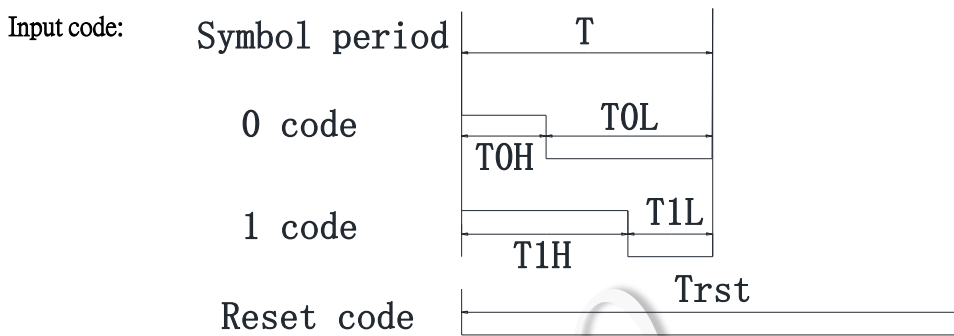 Input code:
Symbol period
T
0 code
T0H
T0L
1 code
T1H
T1L
Reset code
Trst